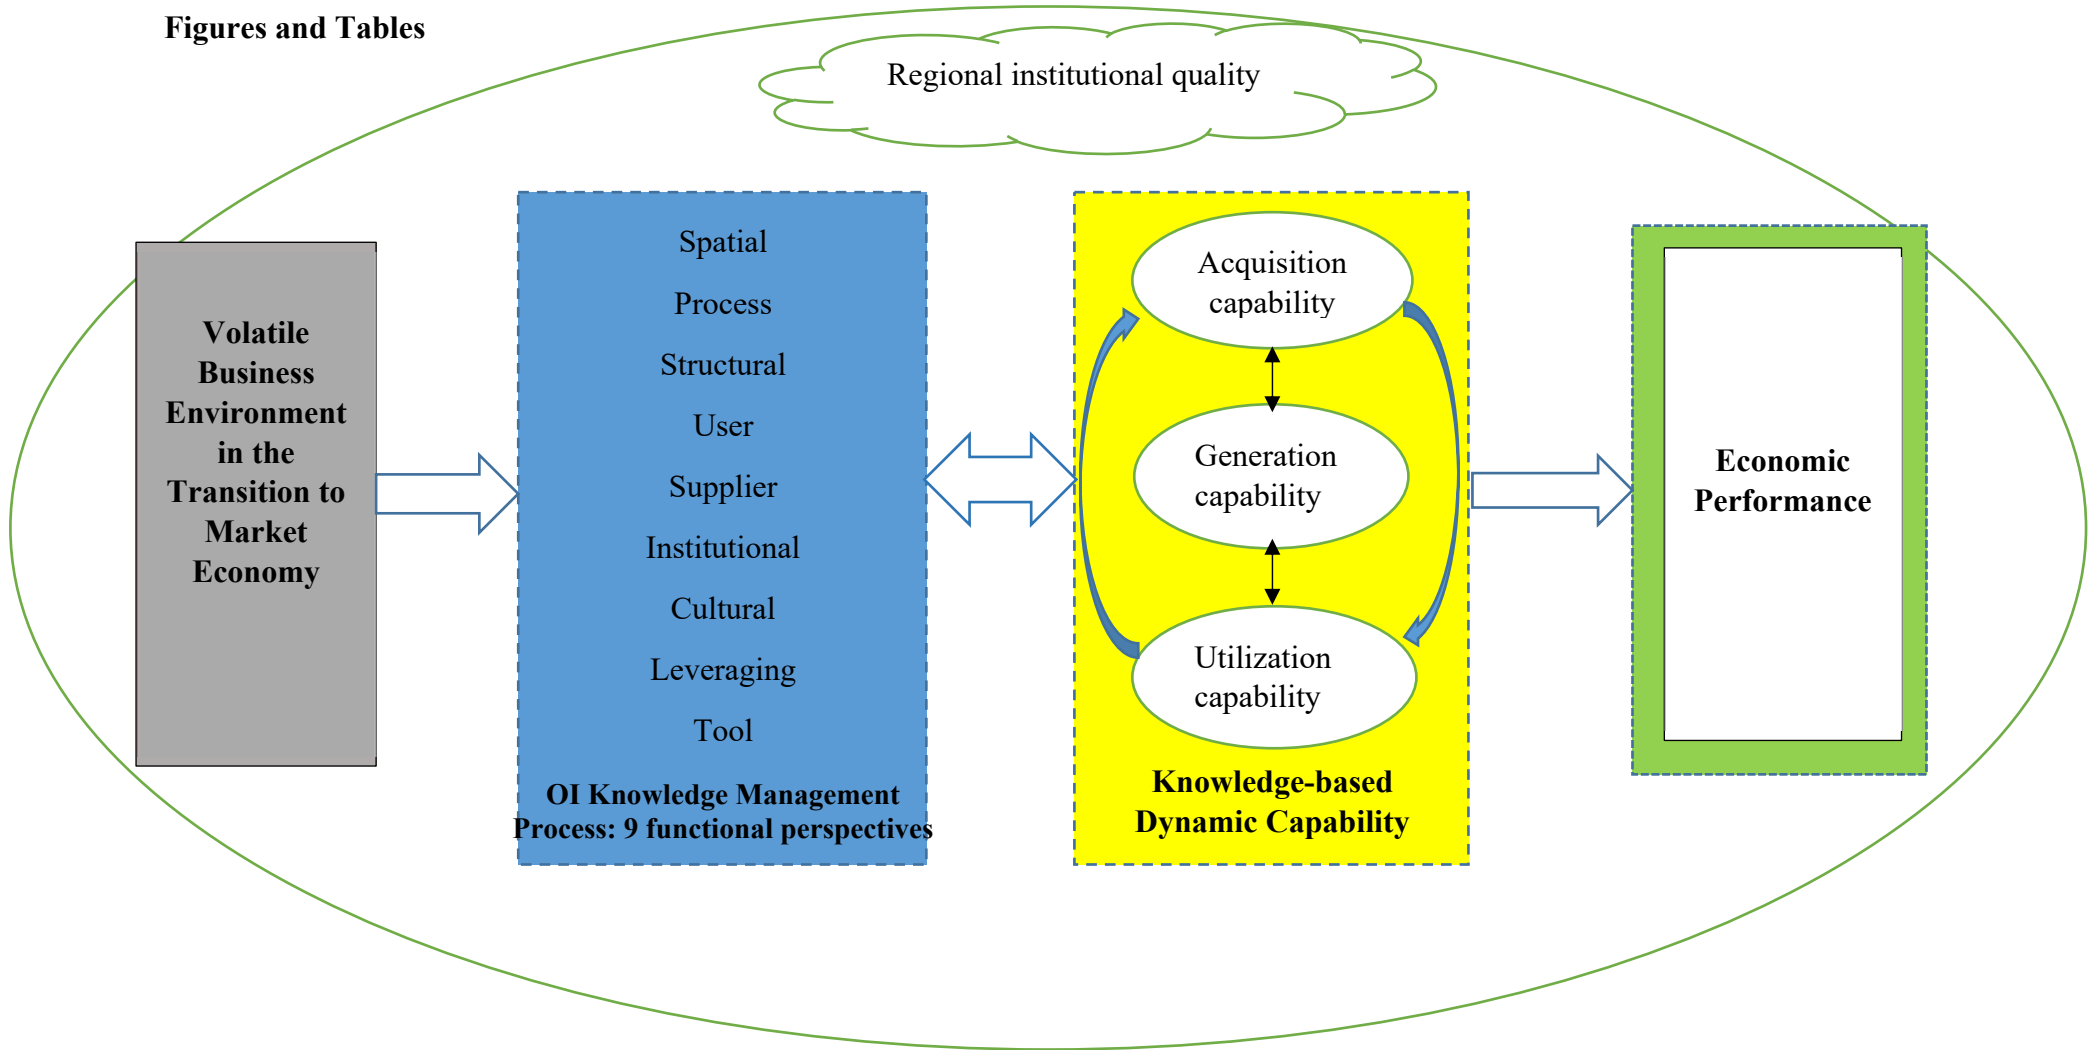 Figures and Tables
Regional institutional quality
Volatile
Business
Environment
in the
Transition to
Market
Economy
Spatial
Process
Structural
User
Supplier
Institutional
Cultural
Leveraging
Tool
OI Knowledge Management
Process: 9 functional perspectives
Acquisition
capability
Generation
capability
Utilization
capability
Knowledge-based
Dynamic Capability
Economic
Performance